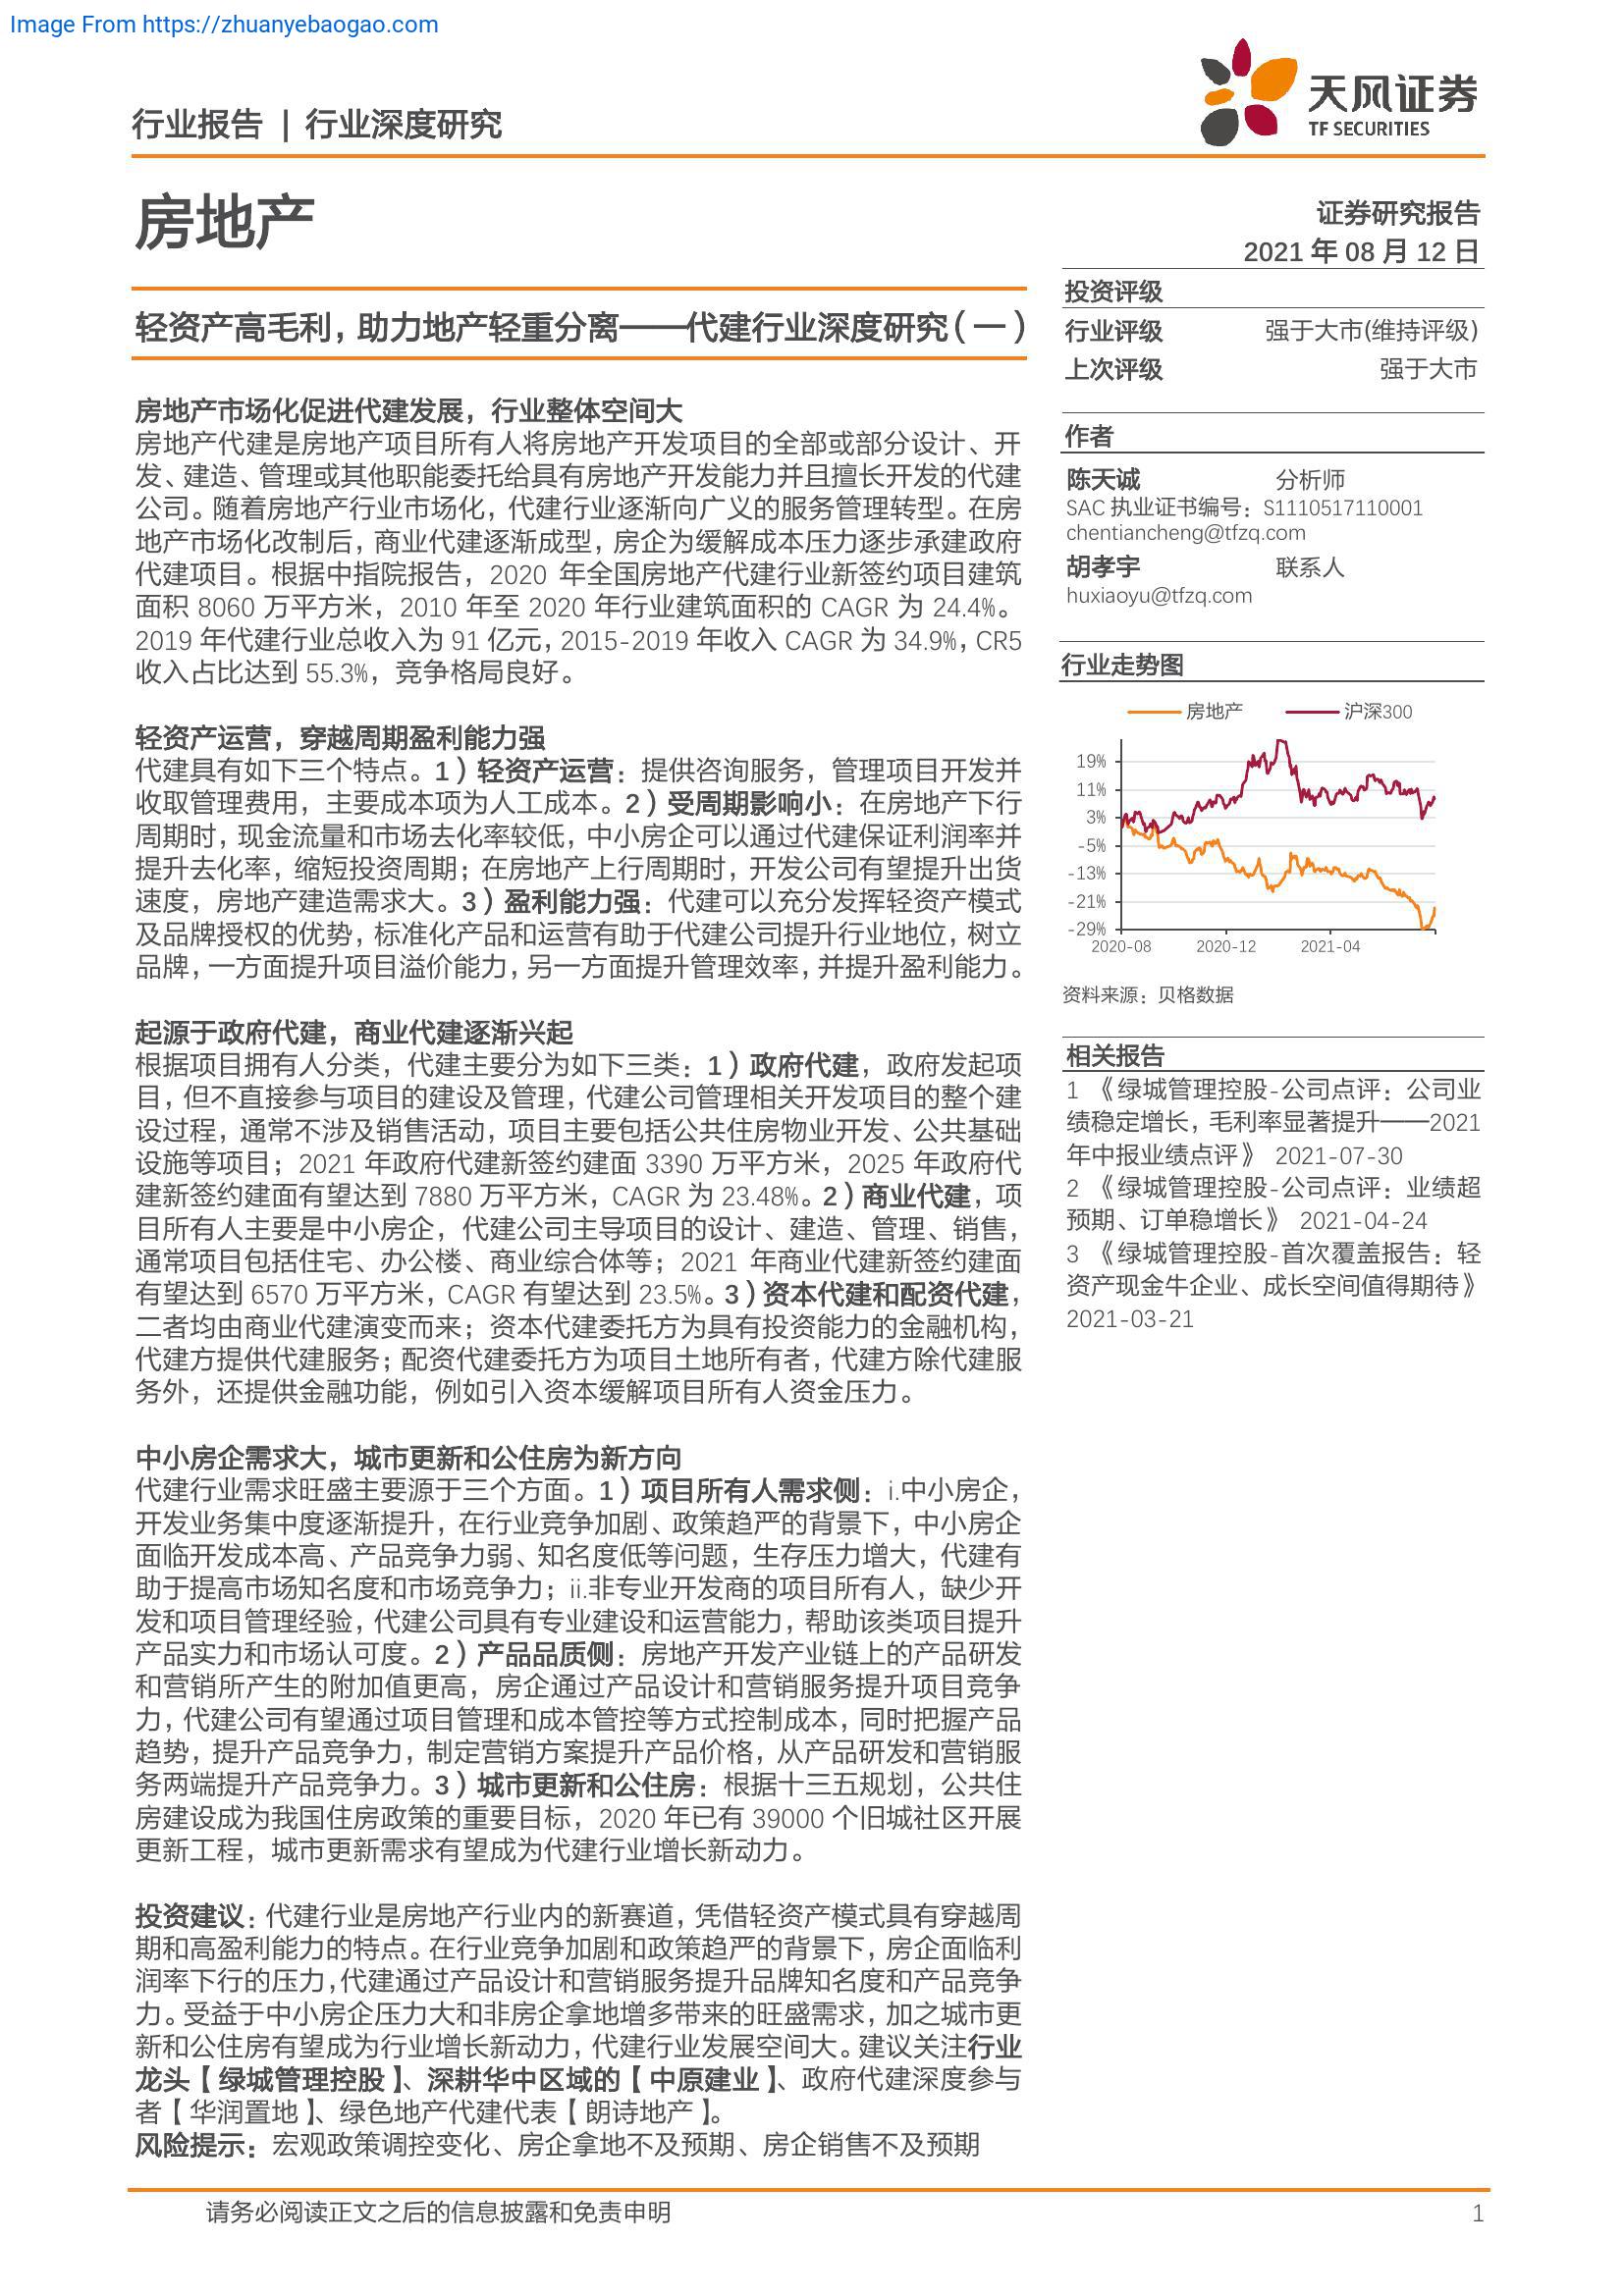 Image From https://zhuanyebaogao.com
行业报告 | 行业深度研究
天风证券
TF SECURITIES
房地产
证券研究报告
2021 年 08 月 12 日
轻资产高毛利，助力地产轻重分离——代建行业深度研究（一）
房地产市场化促进代建发展，行业整体空间大
房地产代建是房地产项目所有人将房地产开发项目的全部或部分设计、开
发、建造、管理或其他职能委托给具有房地产开发能力并且擅长开发的代建
公司。随着房地产行业市场化，代建行业逐渐向广义的服务管理转型。在房
地产市场化改制后，商业代建逐渐成型，房企为缓解成本压力逐步承建政府
代建项目。根据中指院报告，2020 年全国房地产代建行业新签约项目建筑
面积 8060 万平方米，2010 年至 2020 年行业建筑面积的 CAGR 为 24.4%。
2019 年代建行业总收入为 91 亿元，2015-2019 年收入 CAGR 为 34.9%，CR5
收入占比达到 55.3%，竞争格局良好。
轻资产运营，穿越周期盈利能力强
代建具有如下三个特点。1）轻资产运营：提供咨询服务，管理项目开发并
收取管理费用，主要成本项为人工成本。2）受周期影响小：在房地产下行
周期时，现金流量和市场去化率较低，中小房企可以通过代建保证利润率并
提升去化率，缩短投资周期；在房地产上行周期时，开发公司有望提升出货
速度，房地产建造需求大。3）盈利能力强：代建可以充分发挥轻资产模式
及品牌授权的优势，标准化产品和运营有助于代建公司提升行业地位，树立
品牌，一方面提升项目溢价能力，另一方面提升管理效率，并提升盈利能力。
起源于政府代建，商业代建逐渐兴起
根据项目拥有人分类，代建主要分为如下三类：1）政府代建，政府发起项
目，但不直接参与项目的建设及管理，代建公司管理相关开发项目的整个建
设过程，通常不涉及销售活动，项目主要包括公共住房物业开发、公共基础
设施等项目；2021 年政府代建新签约建面 3390 万平方米，2025 年政府代
建新签约建面有望达到 7880 万平方米，CAGR 为 23.48%。2）商业代建，项
目所有人主要是中小房企，代建公司主导项目的设计、建造、管理、销售，
通常项目包括住宅、办公楼、商业综合体等；2021 年商业代建新签约建面
有望达到 6570 万平方米，CAGR 有望达到 23.5%。3）资本代建和配资代建，
二者均由商业代建演变而来；资本代建委托方为具有投资能力的金融机构，
代建方提供代建服务；配资代建委托方为项目土地所有者，代建方除代建服
务外，还提供金融功能，例如引入资本缓解项目所有人资金压力。
中小房企需求大，城市更新和公住房为新方向
代建行业需求旺盛主要源于三个方面。1）项目所有人需求侧：i.中小房企，
开发业务集中度逐渐提升，在行业竞争加剧、政策趋严的背景下，中小房企
面临开发成本高、产品竞争力弱、知名度低等问题，生存压力增大，代建有
助于提高市场知名度和市场竞争力；ii.非专业开发商的项目所有人，缺少开
发和项目管理经验，代建公司具有专业建设和运营能力，帮助该类项目提升
产品实力和市场认可度。2）产品品质侧：房地产开发产业链上的产品研发
和营销所产生的附加值更高，房企通过产品设计和营销服务提升项目竞争
力，代建公司有望通过项目管理和成本管控等方式控制成本，同时把握产品
趋势，提升产品竞争力，制定营销方案提升产品价格，从产品研发和营销服
务两端提升产品竞争力。3）城市更新和公住房：根据十三五规划，公共住
房建设成为我国住房政策的重要目标，2020 年已有 39000 个旧城社区开展
更新工程，城市更新需求有望成为代建行业增长新动力。
投资建议：代建行业是房地产行业内的新赛道，凭借轻资产模式具有穿越周
期和高盈利能力的特点。在行业竞争加剧和政策趋严的背景下，房企面临利
润率下行的压力，代建通过产品设计和营销服务提升品牌知名度和产品竞争
力。受益于中小房企压力大和非房企拿地增多带来的旺盛需求，加之城市更
新和公住房有望成为行业增长新动力，代建行业发展空间大。建议关注行业
龙头【绿城管理控股】、深耕华中区域的【中原建业】、政府代建深度参与
者【华润置地】、绿色地产代建代表【朗诗地产】。
风险提示：宏观政策调控变化、房企拿地不及预期、房企销售不及预期
投资评级
行业评级 强于大市(维持评级)
上次评级 强于大市
作者
陈天诚 分析师
SAC 执业证书编号：S1110517110001
chentiancheng@tfzq.com
胡孝宇 联系人
huxiaoyu@tfzq.com
行业走势图
房地产 沪深300
19%
11%
3%
-5%
-13%
-21%
-29%
2020-08 2020-12 2021-04
资料来源：贝格数据
相关报告
1 《绿城管理控股-公司点评：公司业
绩稳定增长，毛利率显著提升——2021
年中报业绩点评》 2021-07-30
2 《绿城管理控股-公司点评：业绩超
预期、订单稳增长》 2021-04-24
3 《绿城管理控股-首次覆盖报告：轻
资产现金牛企业、成长空间值得期待》
2021-03-21
请务必阅读正文之后的信息披露和免责申明 1